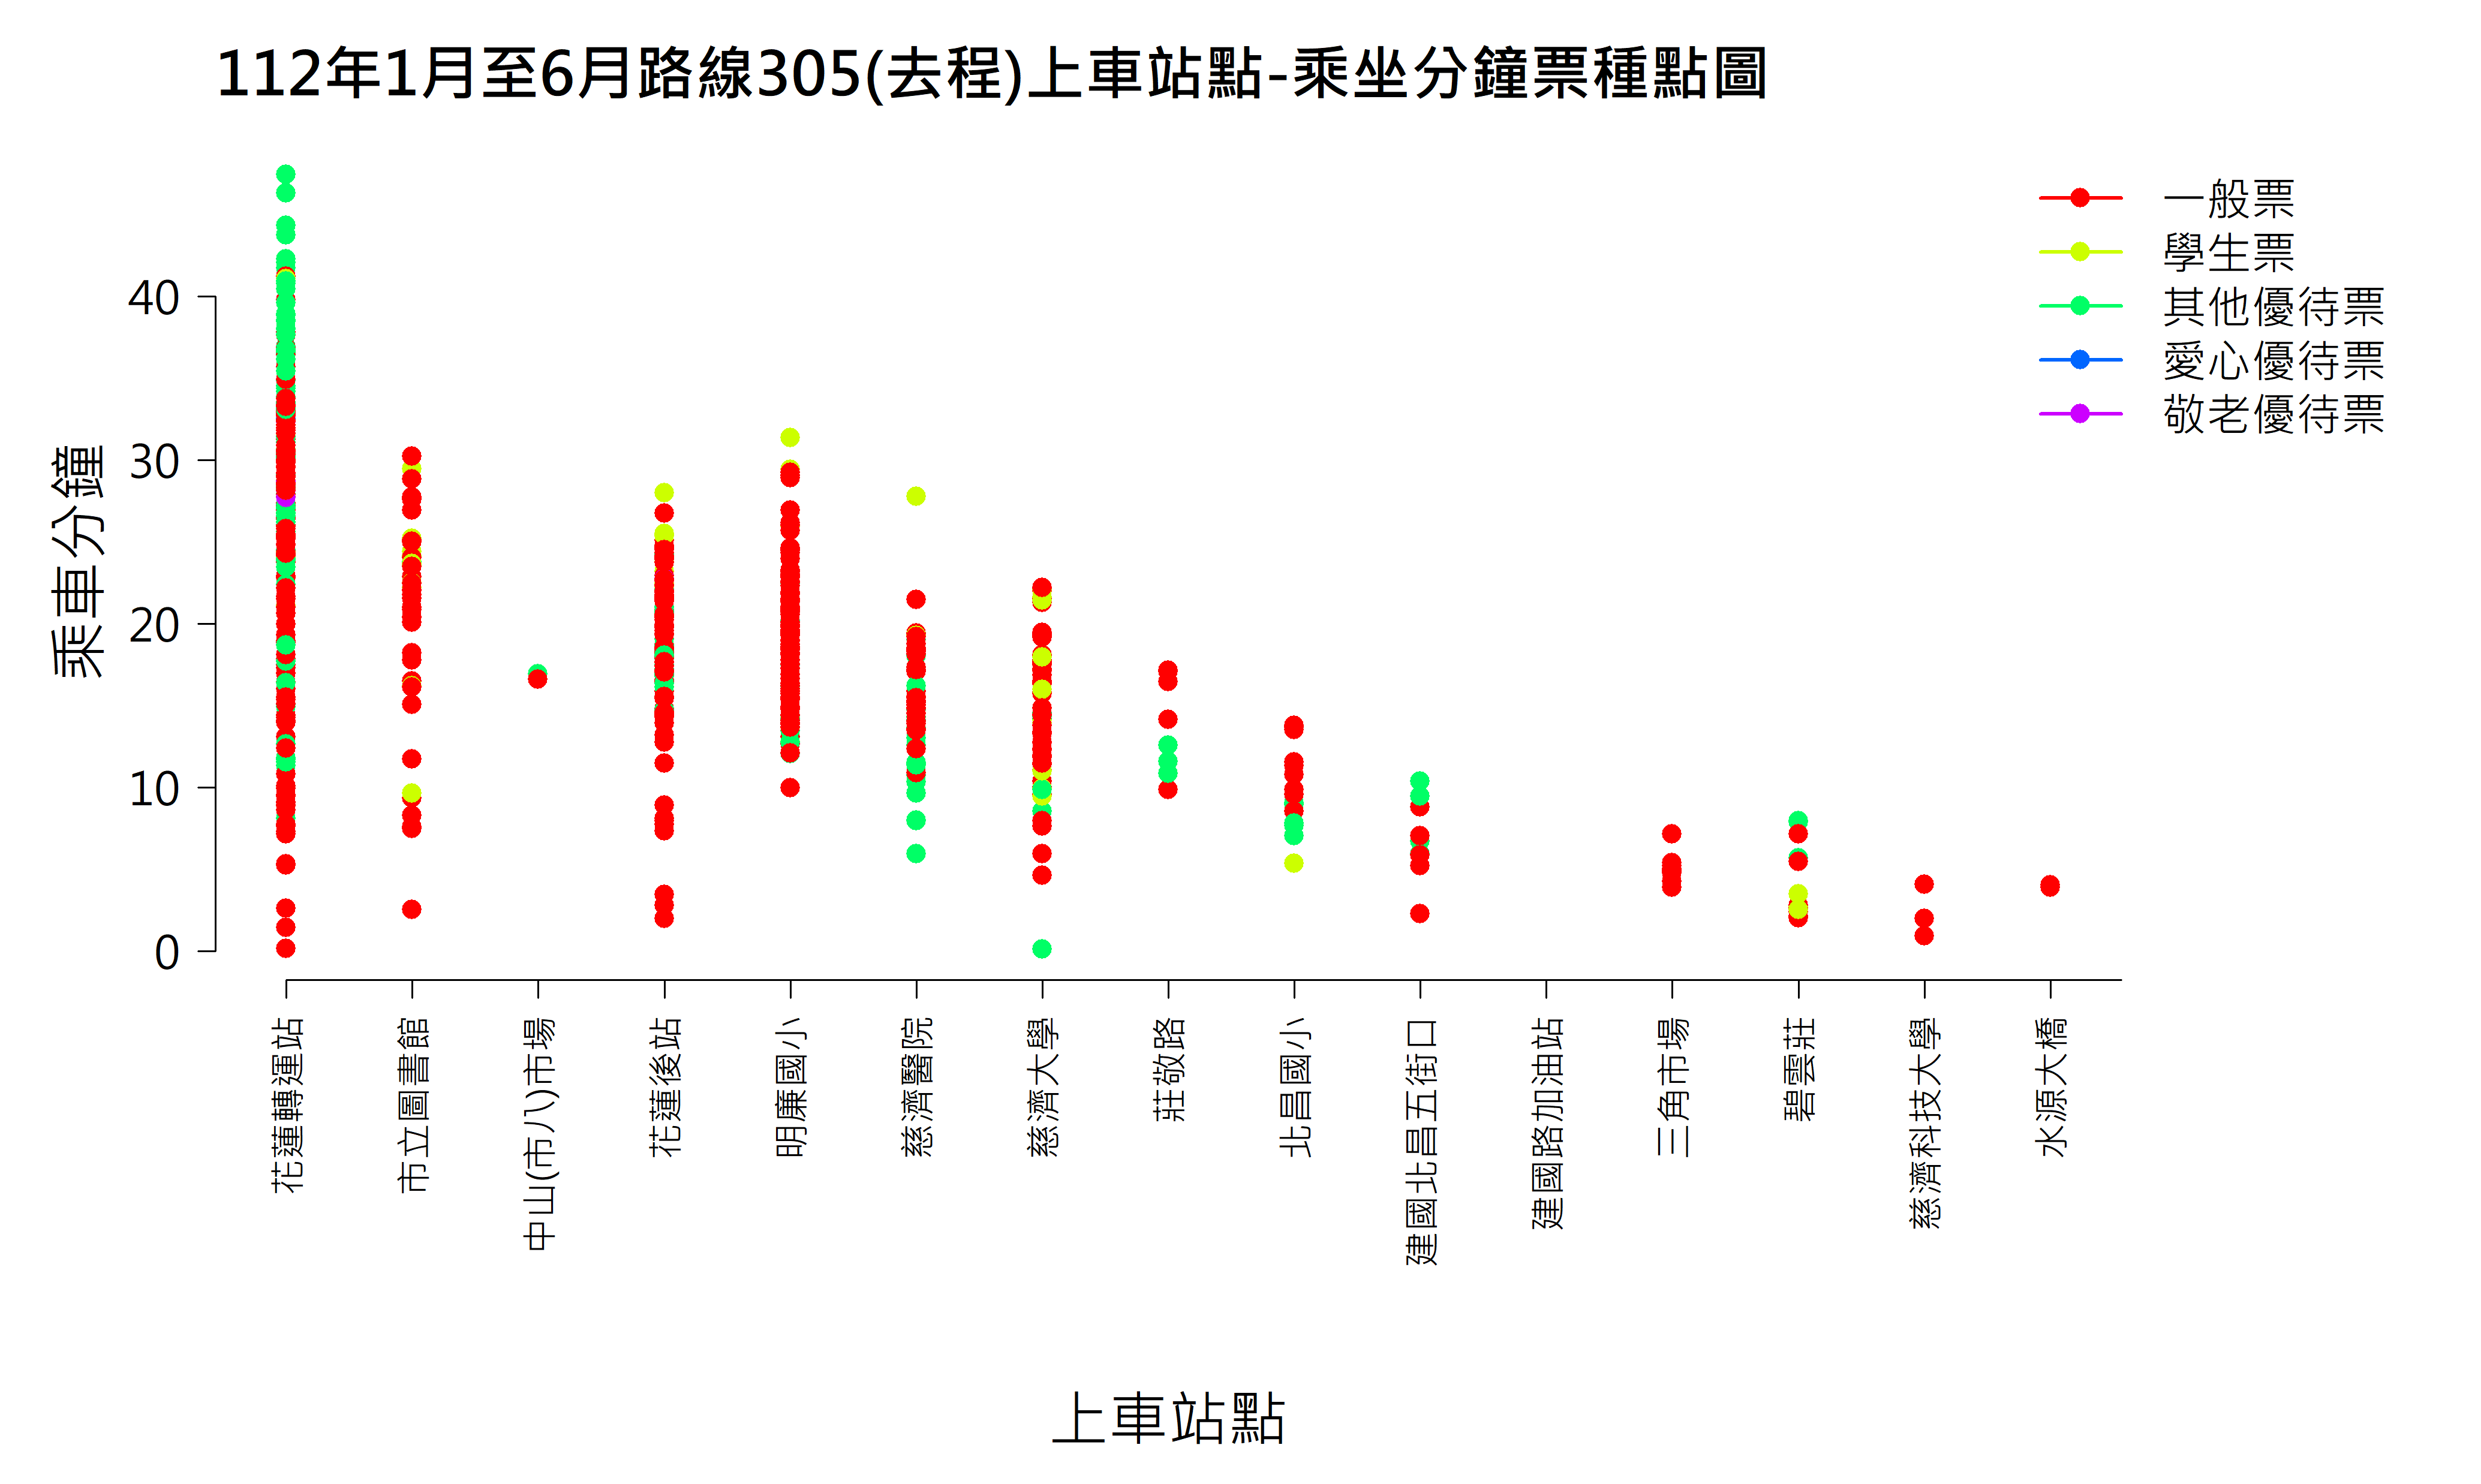 112年1月至6月路線305(去程)上車站點-乘坐分鐘票種點圖
一般票
學生票
其他優待票
愛心優待票
敬老優待票
乘車分鐘
40
30
20
10
0
花蓮轉運站
市立圖書館
中山(市八)市場
花蓮後站
明廉國小
慈濟醫院
慈濟大學
莊敬路
北昌國小
建國北昌五街口
建國路加油站
三角市場
碧雲莊
慈濟科技大學
水源大橋
上車站點